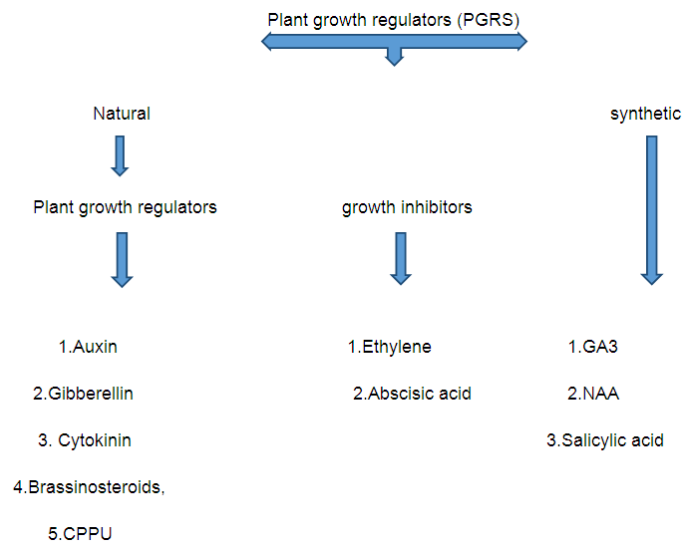 Plant growth regulators (PGRS)
Natural
synthetic
Plant growth regulators
growth inhibitors
1.Auxin
1.Ethylene
1.GA3
2.Gibberellin
2.Abscisic acid
2.NAA
3. Cytokinin
3.Salicylic acid
4.Brassinosteroids,
5.CPPU